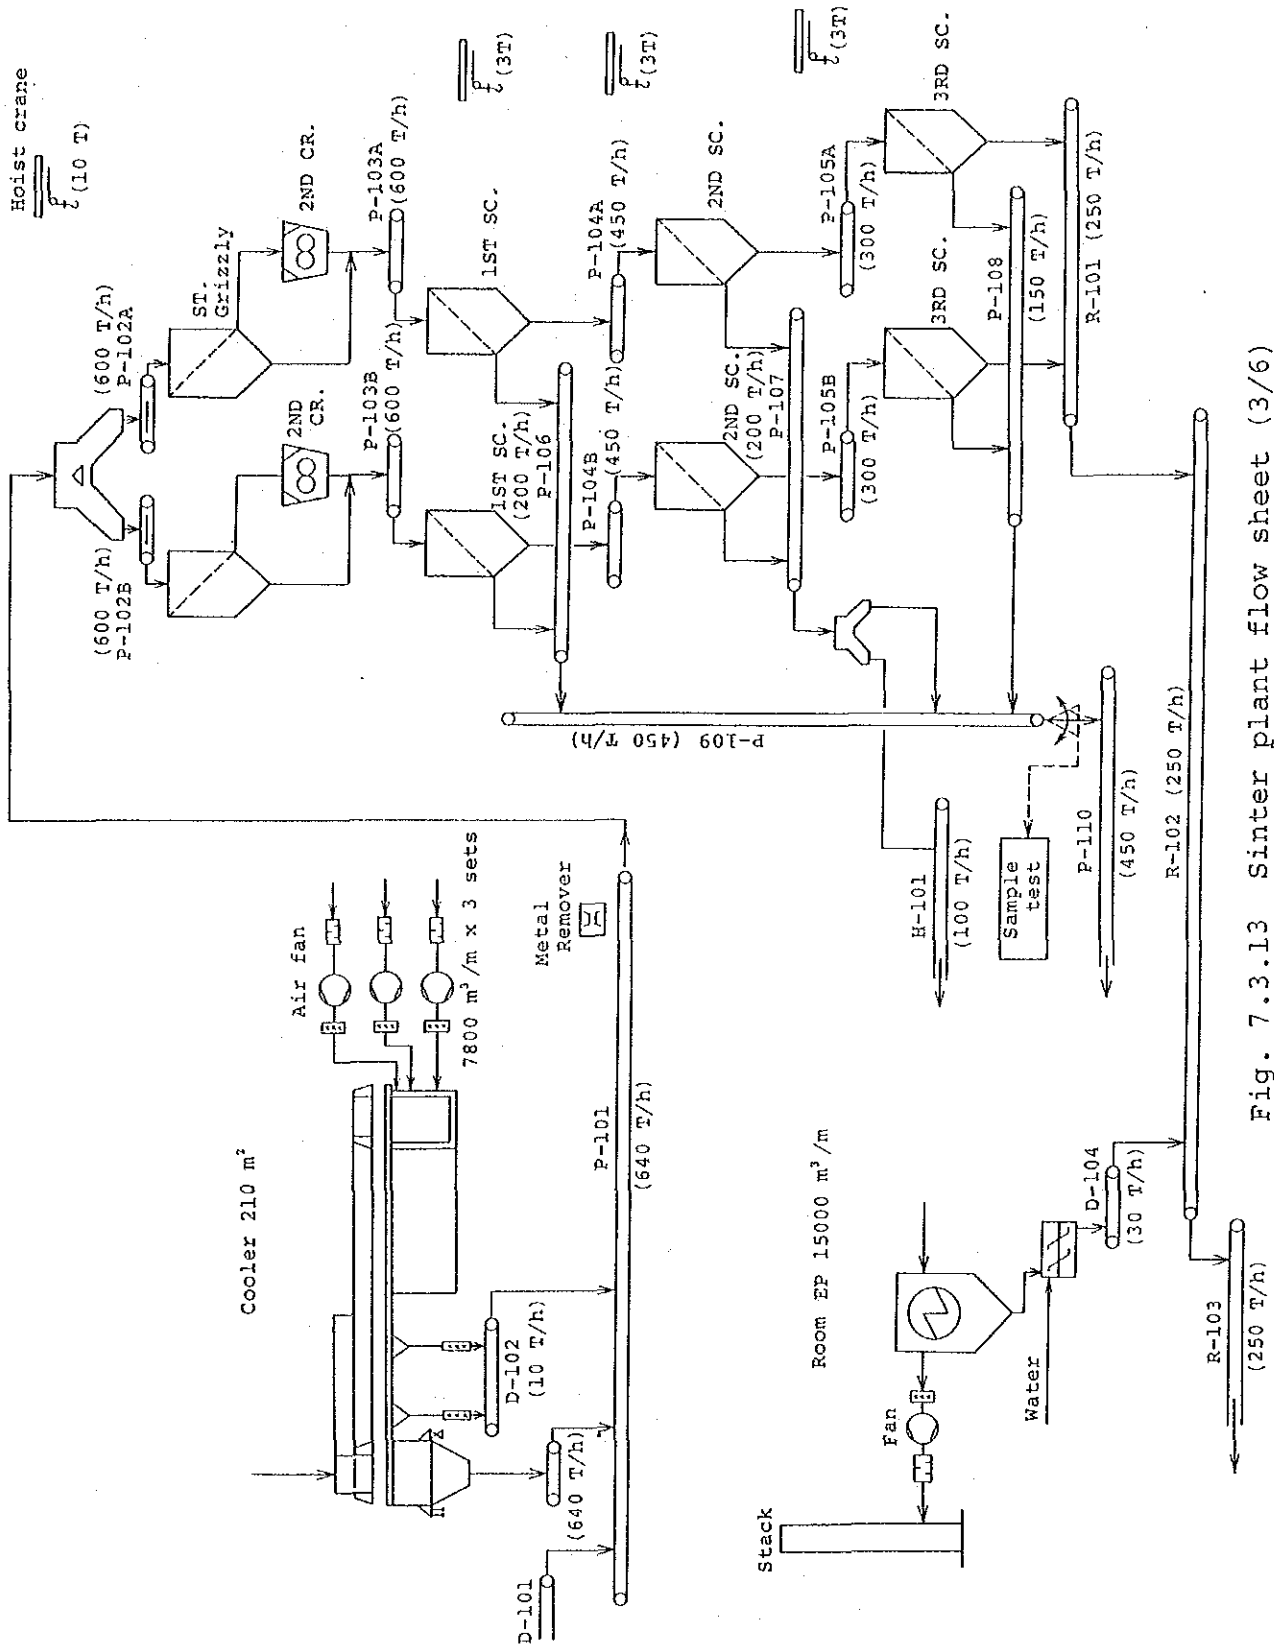 Hoist crane
(10 T)
(600 T/h)
P-102A
(600 T/h)
P-102B
ST.
Grizzly
2ND CR.
2ND
CR.
P-103A
(600 T/h)
P-103B
(600 T/h)
(3T)
1ST SC.
1ST SC.
(200 T/h)
P-106
P-104A
(450 T/h)
P-104B
(450 T/h)
(3T)
2ND SC.
2ND SC.
(200 T/h)
P-107
P-105A
(300 T/h)
P-105B
(300 T/h)
(3T)
3RD SC.
3RD SC.
P-108
(150 T/h)
R-101 (250 T/h)
P-109 (450 T/h)
Cooler 210 m²
Air fan
7800 m³/m x 3 sets
Metal
Remover
P-101
(640 T/h)
D-102
(10 T/h)
(640 T/h)
D-101
H-101
(100 T/h)
Sample
test
P-110
(450 T/h)
R-102 (250 T/h)
Room EP 15000 m³/m
Fan
Stack
Water
D-104
(30 T/h)
R-103
(250 T/h)
Fig. 7.3.13 Sinter plant flow sheet (3/6)